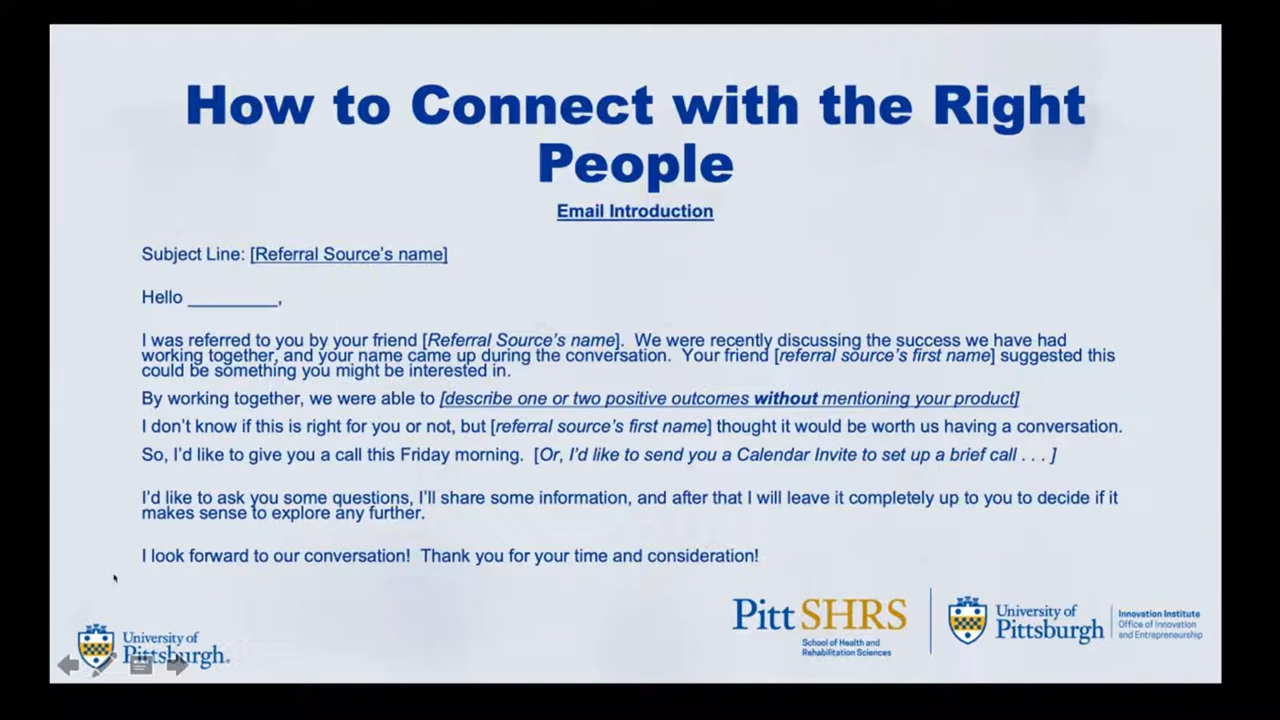 How to Connect with the Right
People
Email Introduction
Subject Line: [Referral Source's name]
Hello _________,
I was referred to you by your friend [Referral Source's name].  We were recently discussing the success we have had
working together, and your name came up during the conversation.  Your friend [referral source's first name] suggested this
could be something you might be interested in.
By working together, we were able to [describe one or two positive outcomes without mentioning your product]
I don't know if this is right for you or not, but [referral source's first name] thought it would be worth us having a conversation.
So, I'd like to give you a call this Friday morning.  [Or, I'd like to send you a Calendar Invite to set up a brief call . . . ]
I'd like to ask you some questions, I'll share some information, and after that I will leave it completely up to you to decide if it
makes sense to explore any further.
I look forward to our conversation!  Thank you for your time and consideration!
University of
Pittsburgh.
Pitt SHRS
School of Health and
Rehabilitation Sciences
University of
Pittsburgh
Innovation Institute
Office of Innovation
and Entrepreneurship